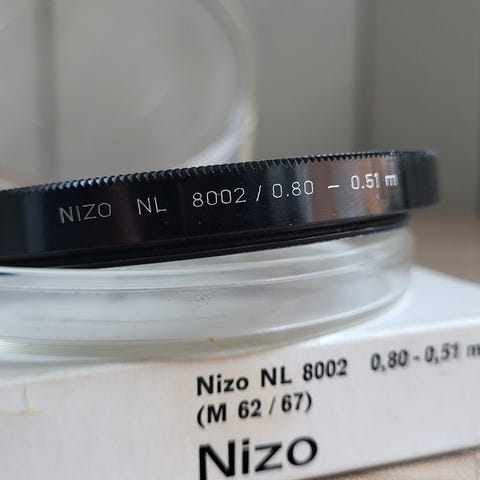 NIZO NL 8002 / 0.80 - 0.51 m
Nizo NL 8002 0,80-0,51 m
(M 62/67)
Nizo